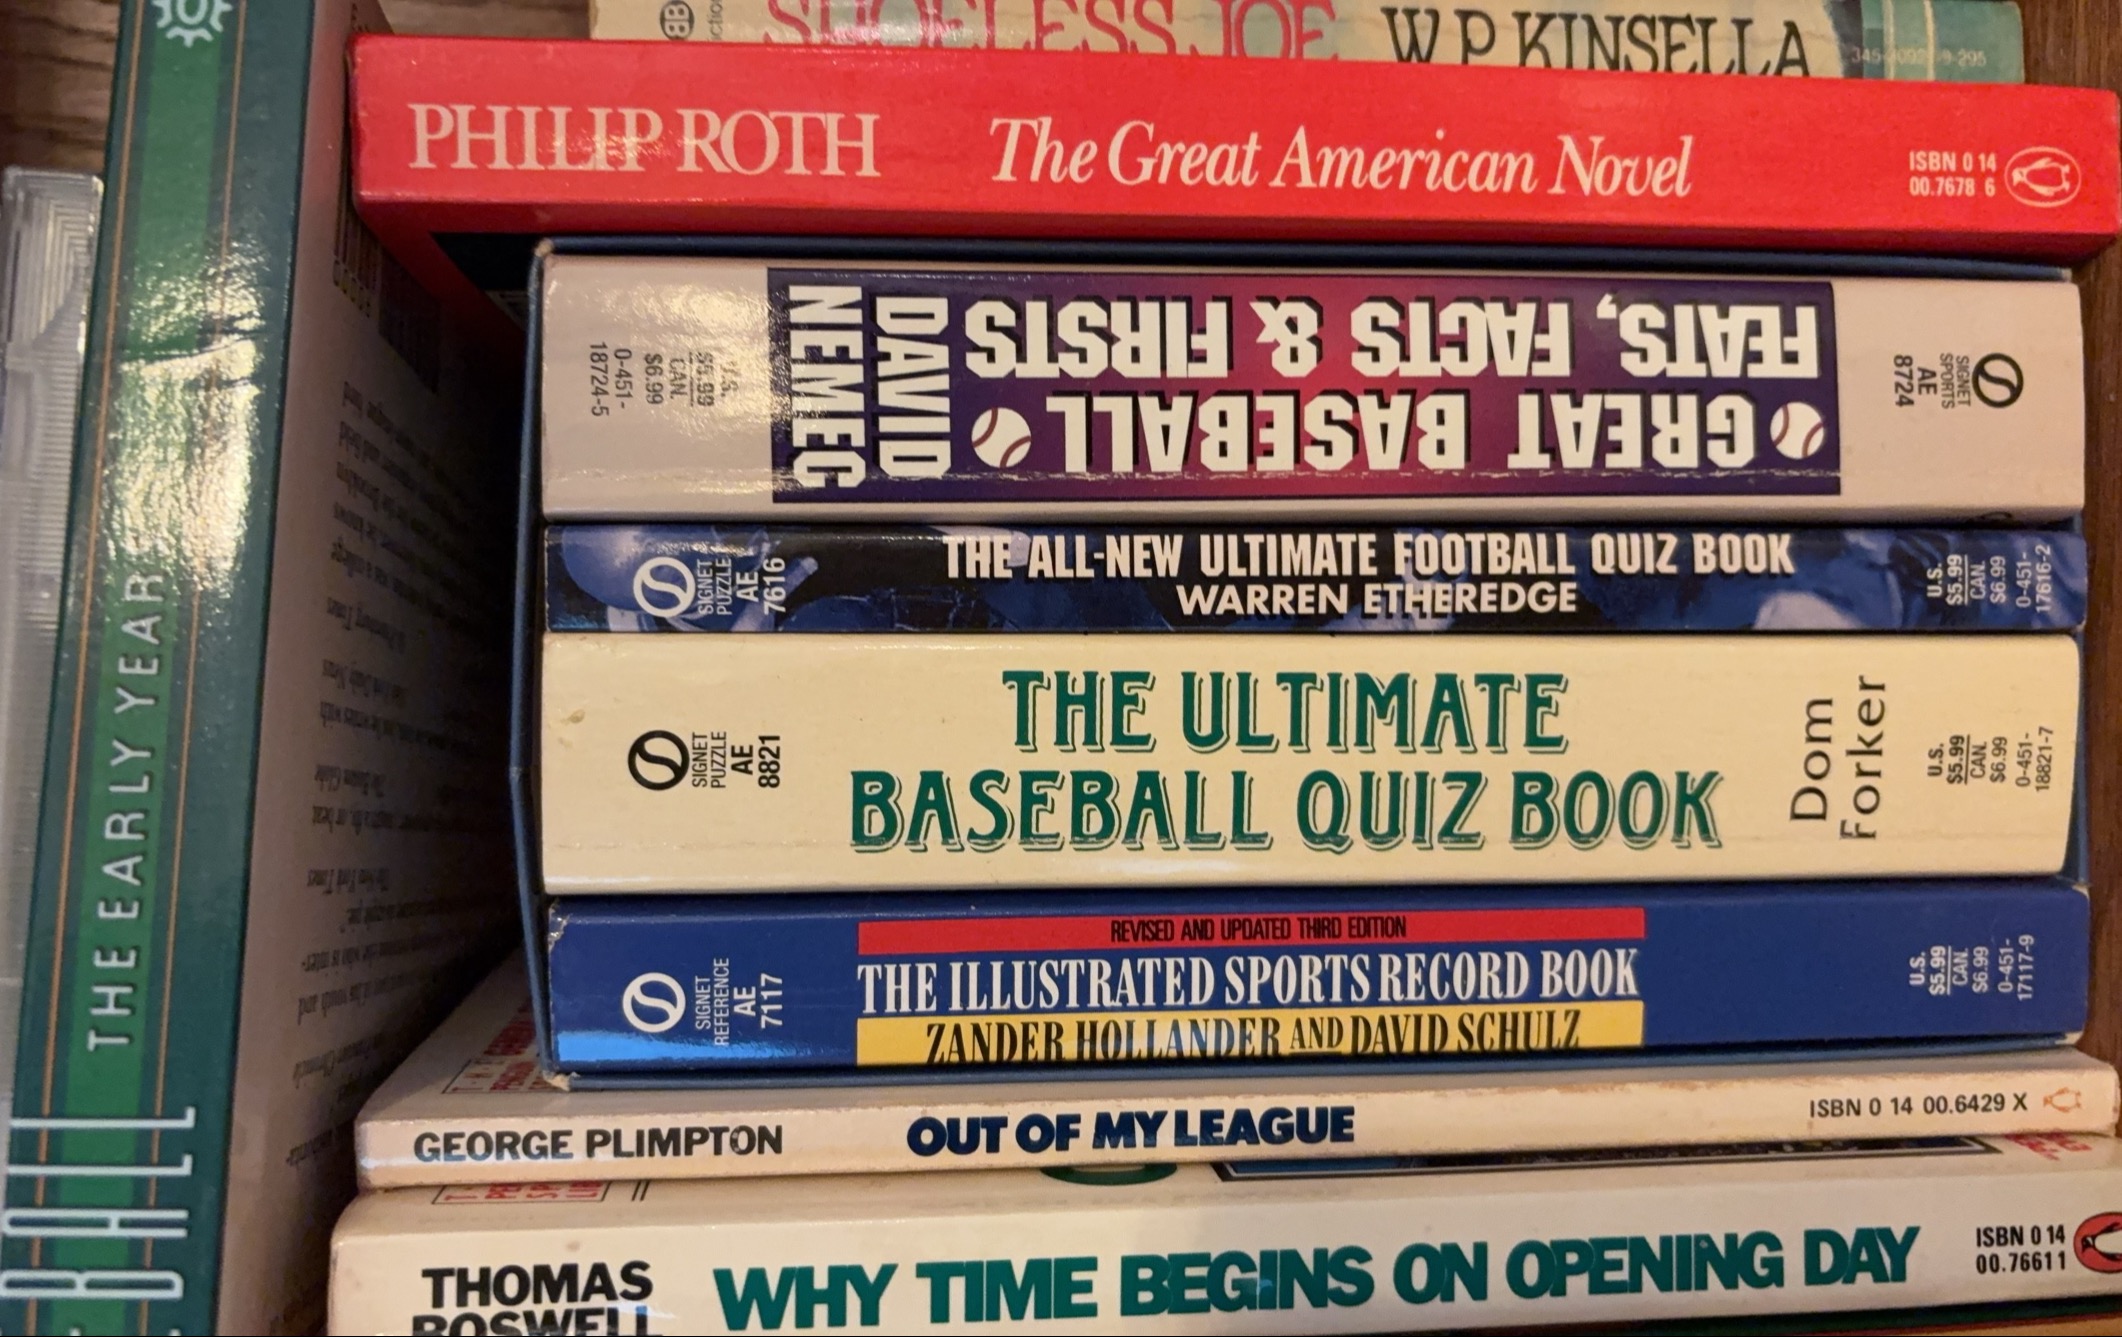 SHOELESS JOE W P KINSELLA
PHILIP ROTH The Great American Novel ISBN 0 14
00.7678 6
GREAT BASEBALL
FEATS, FACTS & FIRSTS
DAVID
NEMEC
SIGNET
SPORTS
AE
8724
U.S.
$5.99
CAN.
$6.99
0-451-
18724-5
SIGNET
PUZZLE
AE
7616
THE ALL-NEW ULTIMATE FOOTBALL QUIZ BOOK
WARREN ETHEREDGE
U.S.
$5.99
CAN.
$6.99
0-451-
17616-2
SIGNET
PUZZLE
AE
8821
THE ULTIMATE
BASEBALL QUIZ BOOK
Dom
Forker
U.S.
$5.99
CAN.
$6.99
0-451-
18821-7
SIGNET
REFERENCE
AE
7117
REVISED AND UPDATED THIRD EDITION
THE ILLUSTRATED SPORTS RECORD BOOK
ZANDER HOLLANDER AND DAVID SCHULZ
U.S.
$5.99
CAN.
$6.99
0-451-
17117-9
GEORGE PLIMPTON OUT OF MY LEAGUE ISBN 0 14 00.6429 X
THOMAS
BOSWELL
WHY TIME BEGINS ON OPENING DAY
ISBN 0 14
00.76611
THE EARLY YEAR
BALL